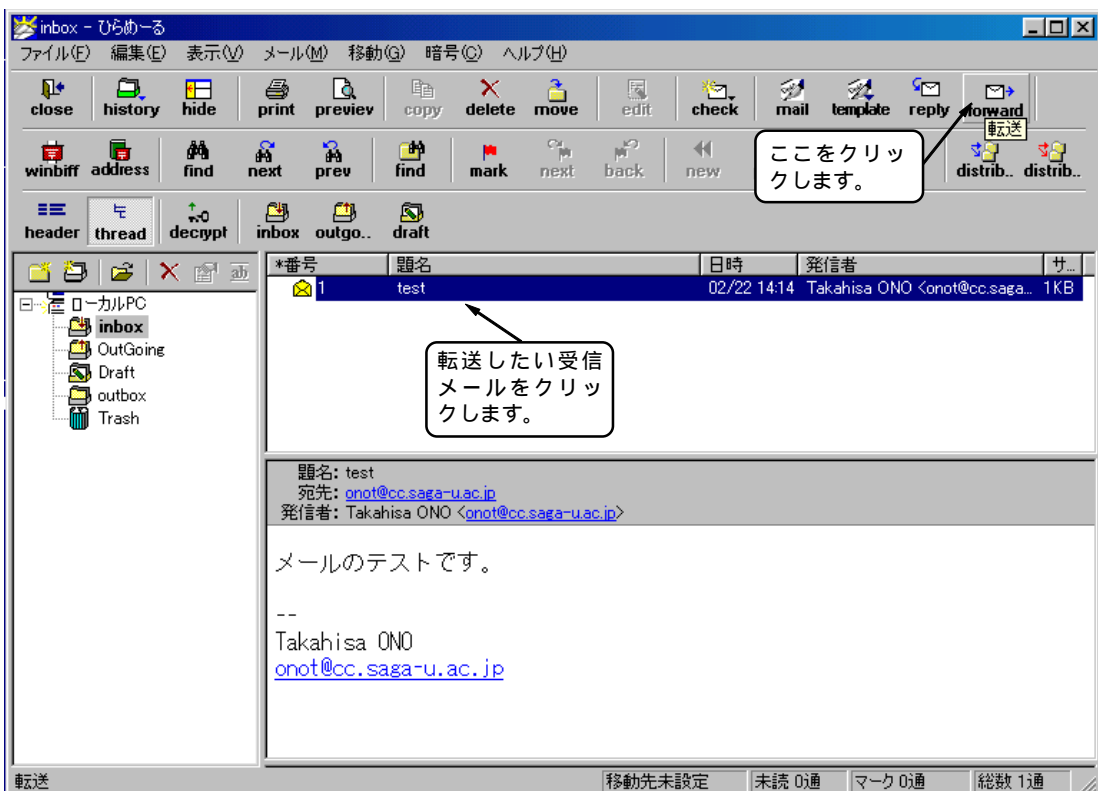 inbox - ひらめーる
ファイル(F) 編集(E) 表示(V) メール(M) 移動(G) 暗号(C) ヘルプ(H)
close history hide print previev copy delete move edit check mail template reply forward
転送
winbiff address find next prev find mark next back new distrib.. distrib..
ここをクリッ
クします。
header thread decrypt inbox outgo.. draft
*番号 題名 日時 発信者 サ...
1 test 02/22 14:14 Takahisa ONO <onot@cc.saga... 1KB
ローカルPC
inbox
OutGoing
Draft
outbox
Trash
転送したい受信
メールをクリッ
クします。
題名: test
宛先: onot@cc.saga-u.ac.jp
発信者: Takahisa ONO <onot@cc.saga-u.ac.jp>
メールのテストです。
--
Takahisa ONO
onot@cc.saga-u.ac.jp
転送 移動先未設定 未読 0通 マーク 0通 総数 1通